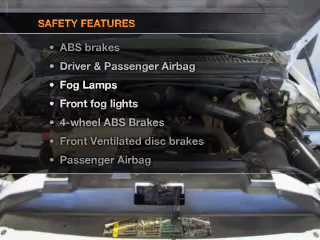 SAFETY FEATURES
• ABS brakes
• Driver & Passenger Airbag
• Fog Lamps
• Front fog lights
• 4-wheel ABS Brakes
• Front Ventilated disc brakes
• Passenger Airbag